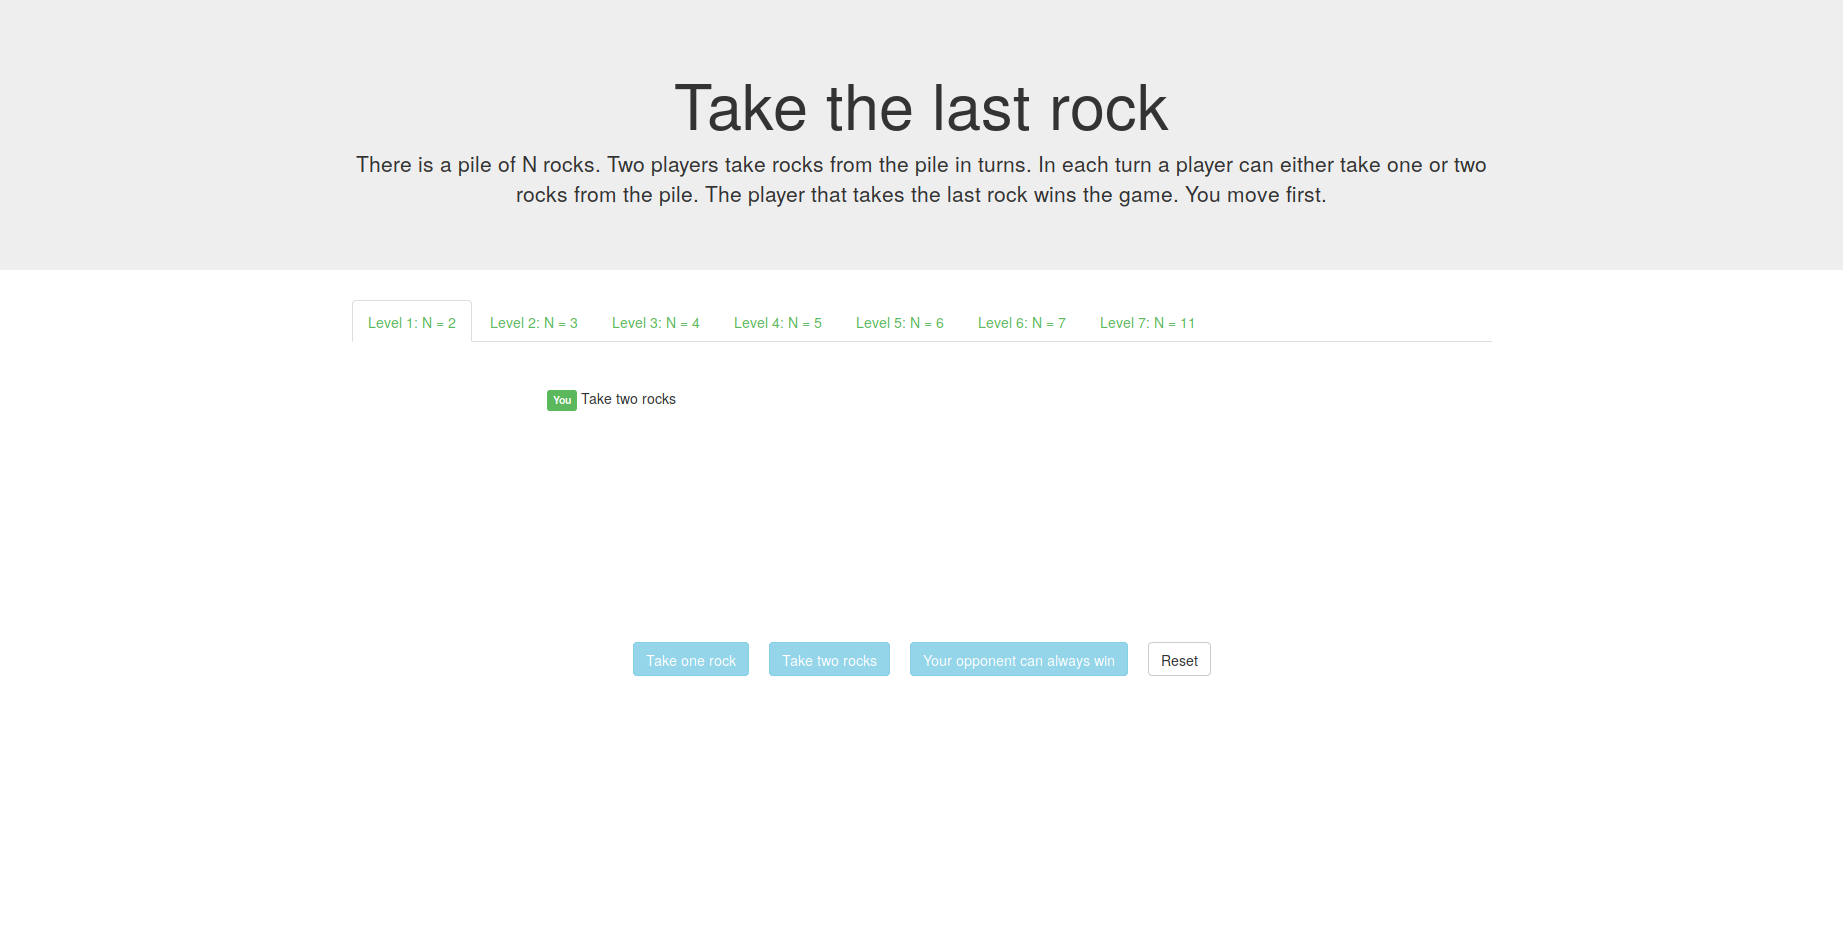 Take the last rock
There is a pile of N rocks. Two players take rocks from the pile in turns. In each turn a player can either take one or two
rocks from the pile. The player that takes the last rock wins the game. You move first.
Level 1: N = 2 Level 2: N = 3 Level 3: N = 4 Level 4: N = 5 Level 5: N = 6 Level 6: N = 7 Level 7: N = 11
You Take two rocks
Take one rock Take two rocks Your opponent can always win Reset